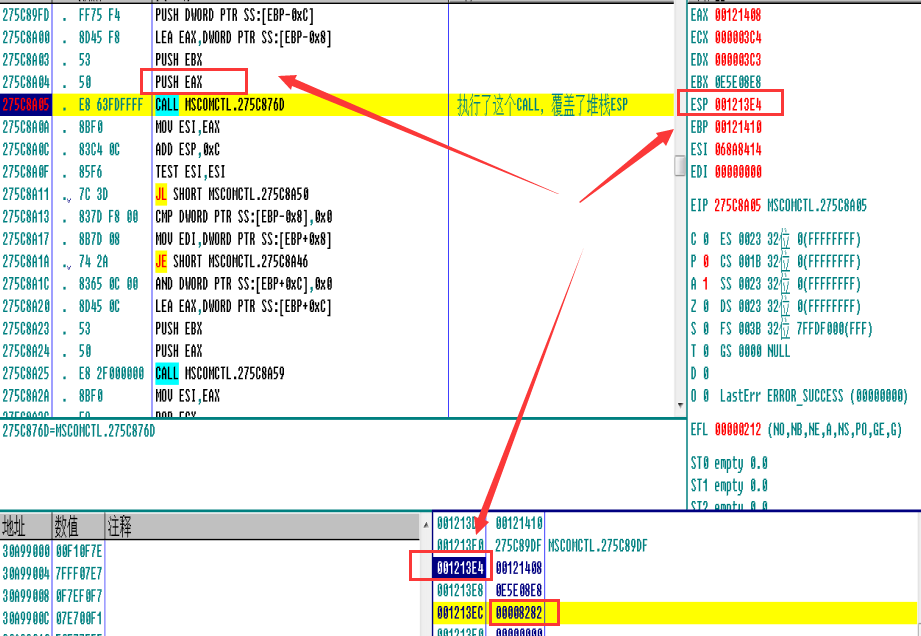 275C89FD . FF75 F4 PUSH DWORD PTR SS:[EBP-0xC]
275C8A00 . 8D45 F8 LEA EAX,DWORD PTR SS:[EBP-0x8]
275C8A03 . 53 PUSH EBX
275C8A04 . 50 PUSH EAX
275C8A05 . E8 63FDFFFF CALL MSCOMCTL.275C876D 执行了这个CALL，覆盖了堆栈ESP
275C8A0A . 8BF0 MOV ESI,EAX
275C8A0C . 83C4 0C ADD ESP,0xC
275C8A0F . 85F6 TEST ESI,ESI
275C8A11 . 7C 3D JL SHORT MSCOMCTL.275C8A50
275C8A13 . 837D F8 00 CMP DWORD PTR SS:[EBP-0x8],0x0
275C8A17 . 8B7D 08 MOV EDI,DWORD PTR SS:[EBP+0x8]
275C8A1A . 74 2A JE SHORT MSCOMCTL.275C8A46
275C8A1C . 8365 0C 00 AND DWORD PTR SS:[EBP+0xC],0x0
275C8A20 . 8D45 0C LEA EAX,DWORD PTR SS:[EBP+0xC]
275C8A23 . 53 PUSH EBX
275C8A24 . 50 PUSH EAX
275C8A25 . E8 2F000000 CALL MSCOMCTL.275C8A59
275C8A2A . 8BF0 MOV ESI,EAX
275C876D=MSCOMCTL.275C876D
EAX 00121408
ECX 000003C4
EDX 000003C3
EBX 0E5E08E8
ESP 001213E4
EBP 00121410
ESI 068A8414
EDI 00000000
EIP 275C8A05 MSCOMCTL.275C8A05
C 0 ES 0023 32位 0(FFFFFFFF)
P 0 CS 001B 32位 0(FFFFFFFF)
A 1 SS 0023 32位 0(FFFFFFFF)
Z 0 DS 0023 32位 0(FFFFFFFF)
S 0 FS 003B 32位 7FFDF000(FFF)
T 0 GS 0000 NULL
D 0
O 0 LastErr ERROR_SUCCESS (00000000)
EFL 00000212 (NO,NB,NE,A,NS,PO,GE,G)
ST0 empty 0.0
ST1 empty 0.0
ST2 empty 0.0
地址 数值 注释
30A99000 00F10F7E
30A99004 7FFF07E7
30A99008 0F7EF0F7
30A9900C 07E700F1
00121410
001213E0 275C89DF MSCOMCTL.275C89DF
001213E4 00121408
001213E8 0E5E08E8
001213EC 00008282
001213F0 00000000